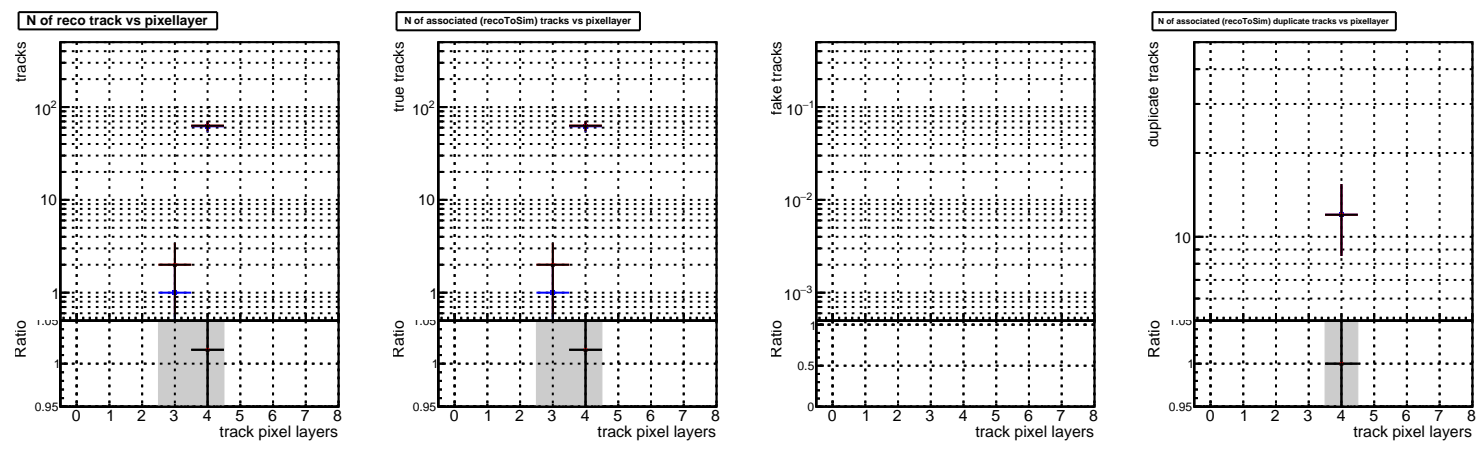 N of reco track vs pixellayer
tracks
10²
10
1
1.05
Ratio
1
0.95
0 1 2 3 4 5 6 7 8
track pixel layers
N of associated (recoToSim) tracks vs pixellayer
true tracks
10²
10
1
1.05
Ratio
1
0.95
0 1 2 3 4 5 6 7 8
track pixel layers
fake tracks
10⁻¹
10⁻²
10⁻³
Ratio
1
0.5
0
0 1 2 3 4 5 6 7 8
track pixel layers
N of associated (recoToSim) duplicate tracks vs pixellayer
duplicate tracks
10
1.05
Ratio
1
0.95
0 1 2 3 4 5 6 7 8
track pixel layers